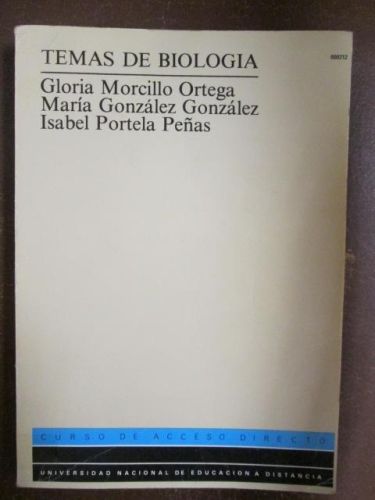 TEMAS DE BIOLOGIA
Gloria Morcillo Ortega
María González González
Isabel Portela Peñas
CURSO DE ACCESO DIRECTO
UNIVERSIDAD NACIONAL DE EDUCACION A DISTANCIA